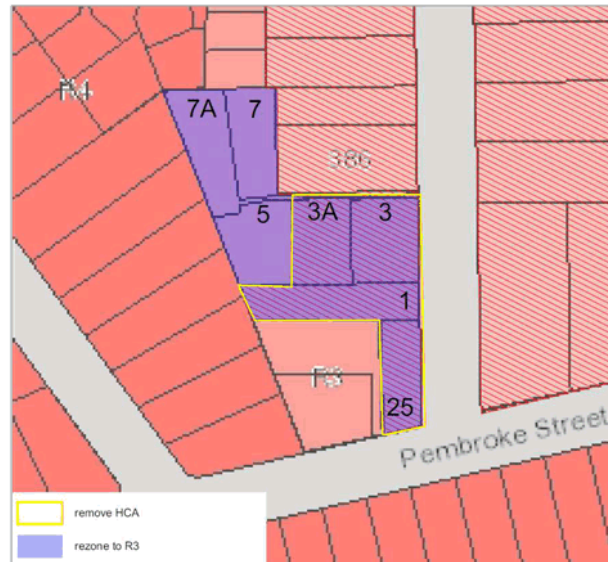 R4
7A 7
386
5 3A 3
1
R3
25
Pembroke Street
remove HCA
rezone to R3